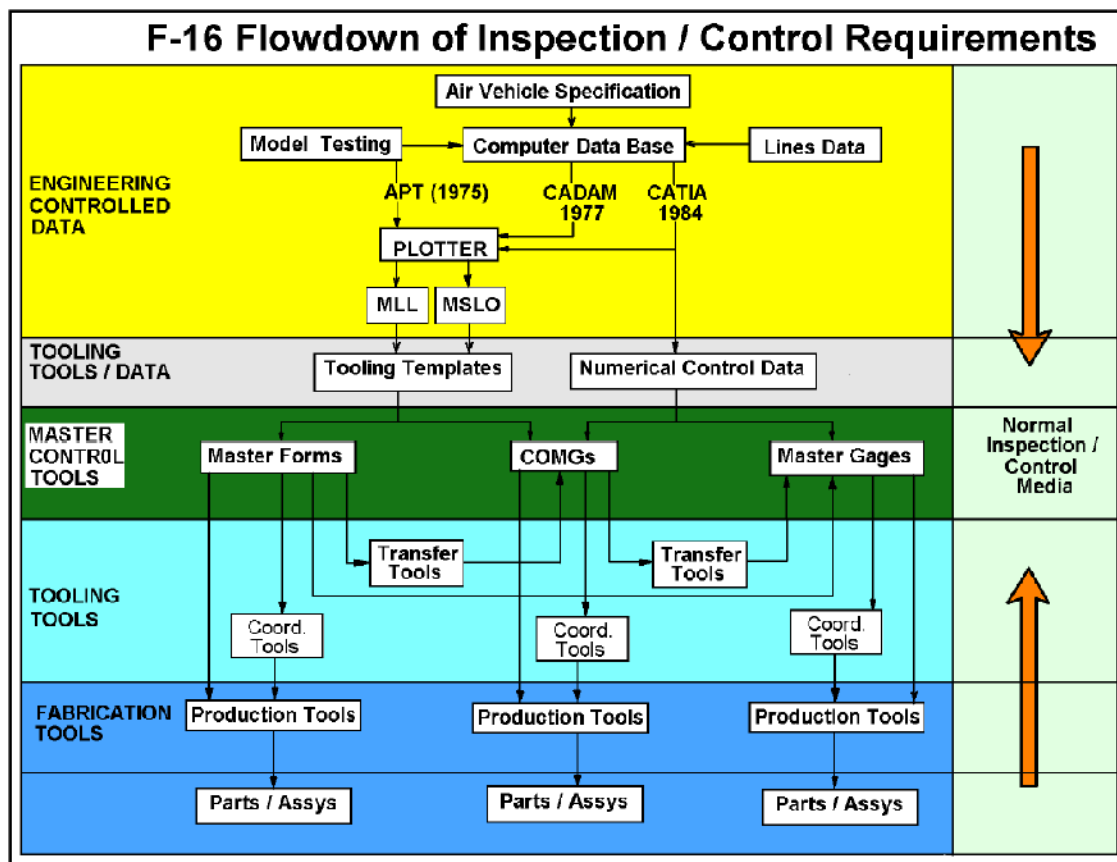 F-16 Flowdown of Inspection / Control Requirements
Air Vehicle Specification
Model Testing
Computer Data Base
Lines Data
ENGINEERING
CONTROLLED
DATA
APT (1975)
CADAM
1977
CATIA
1984
PLOTTER
MLL
MSLO
TOOLING
TOOLS / DATA
Tooling Templates
Numerical Control Data
MASTER
CONTROL
TOOLS
Master Forms
COMGs
Master Gages
Normal
Inspection /
Control
Media
Transfer
Tools
Transfer
Tools
TOOLING
TOOLS
Coord.
Tools
Coord.
Tools
Coord.
Tools
FABRICATION
TOOLS
Production Tools
Production Tools
Production Tools
Parts / Assys
Parts / Assys
Parts / Assys